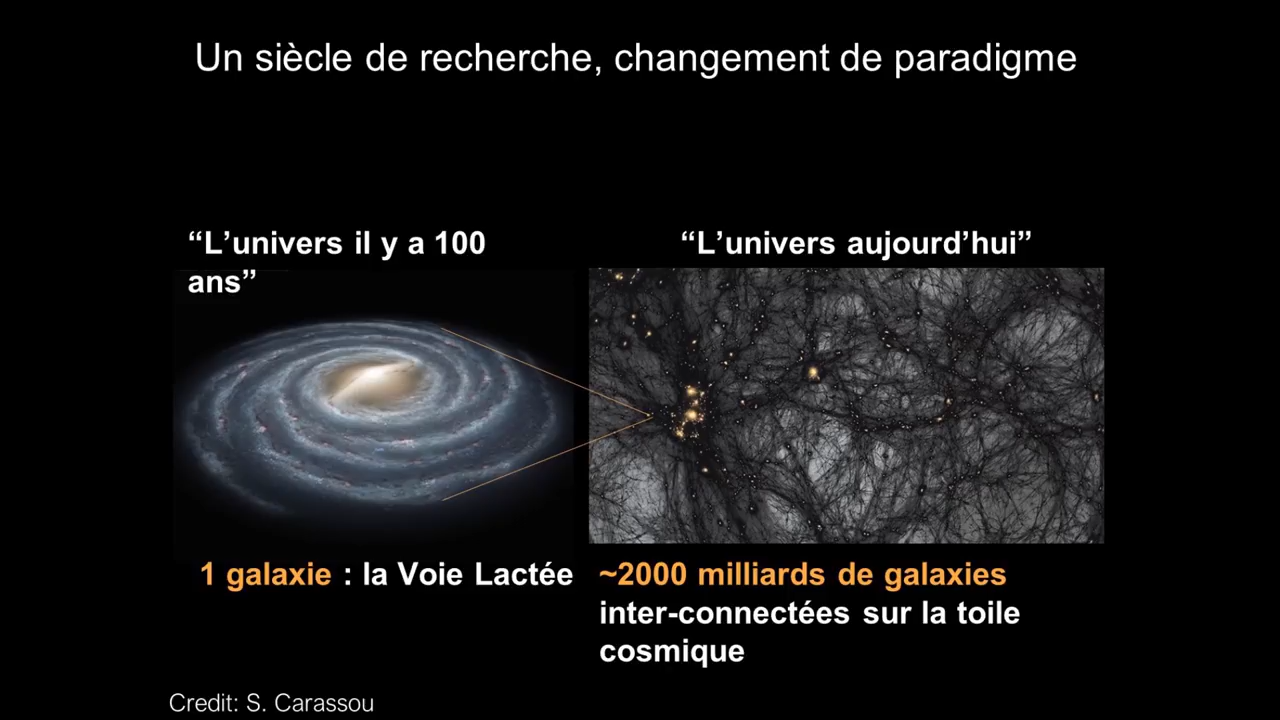 Un siècle de recherche, changement de paradigme
“L’univers il y a 100
ans”
“L’univers aujourd’hui”
1 galaxie : la Voie Lactée
~2000 milliards de galaxies
inter-connectées sur la toile
cosmique
Credit: S. Carassou